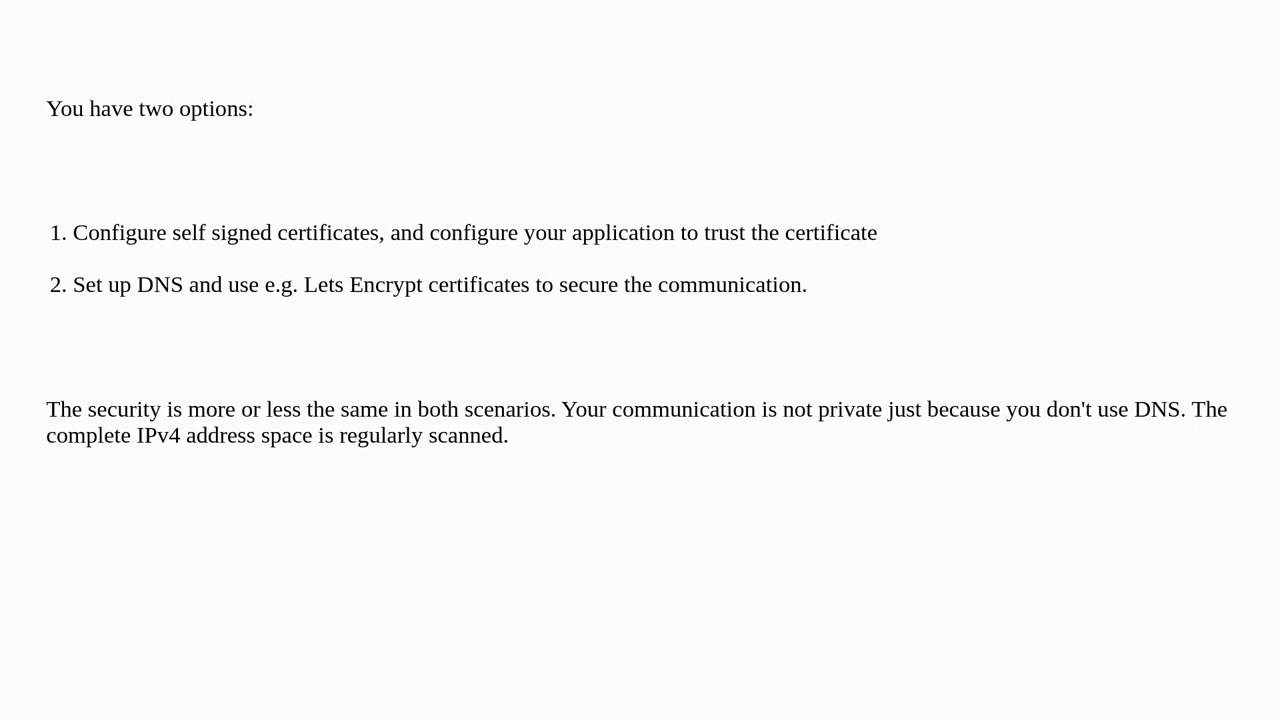 You have two options:
1. Configure self signed certificates, and configure your application to trust the certificate
2. Set up DNS and use e.g. Lets Encrypt certificates to secure the communication.
The security is more or less the same in both scenarios. Your communication is not private just because you don't use DNS. The
complete IPv4 address space is regularly scanned.